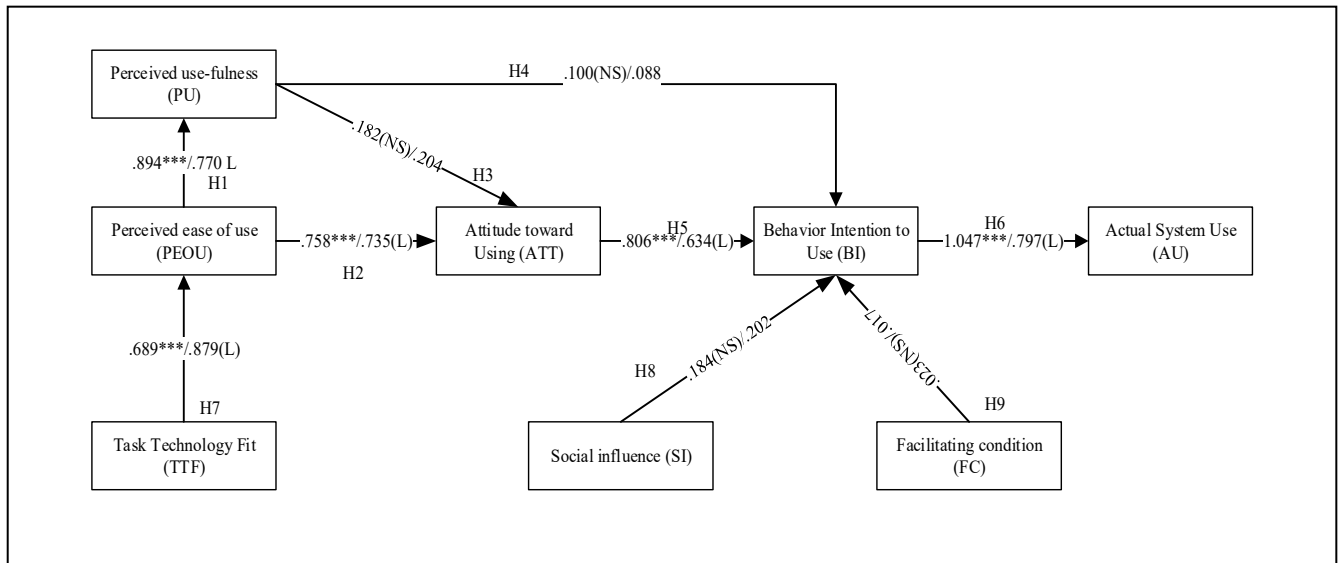 Perceived use-fulness
(PU)
H4
.100(NS)/.088
.182(NS)/.204
H3
.894***/.770 L
H1
Perceived ease of use
(PEOU)
.758***/.735(L)
H2
Attitude toward
Using (ATT)
H5
.806***/.634(L)
Behavior Intention to
Use (BI)
H6
1.047***/.797(L)
Actual System Use
(AU)
.689***/.879(L)
H7
.184(NS)/.202
H8
.023(NS)/.017
H9
Task Technology Fit
(TTF)
Social influence (SI)
Facilitating condition
(FC)